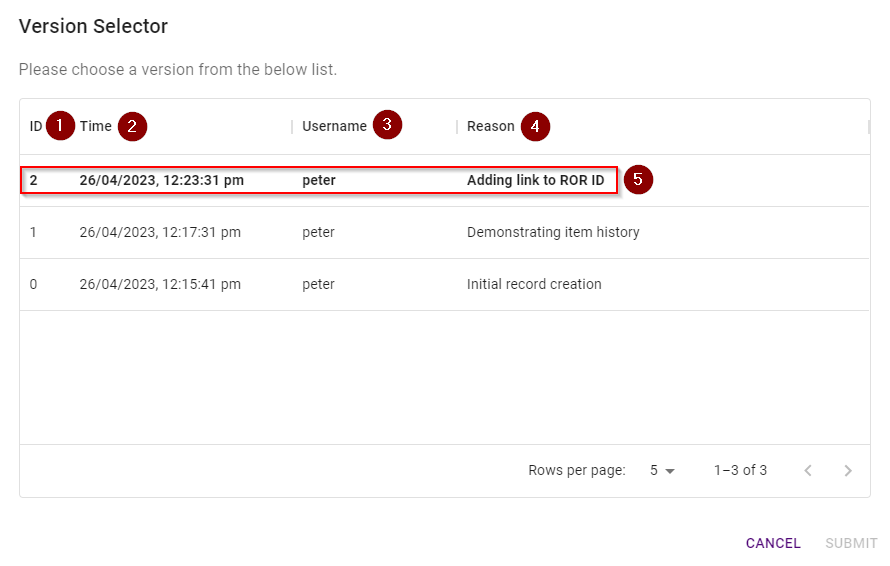 Version Selector
Please choose a version from the below list.
ID 1 Time 2 Username 3 Reason 4
2 26/04/2023, 12:23:31 pm peter Adding link to ROR ID 5
1 26/04/2023, 12:17:31 pm peter Demonstrating item history
0 26/04/2023, 12:15:41 pm peter Initial record creation
Rows per page: 5 1–3 of 3
CANCEL SUBMIT